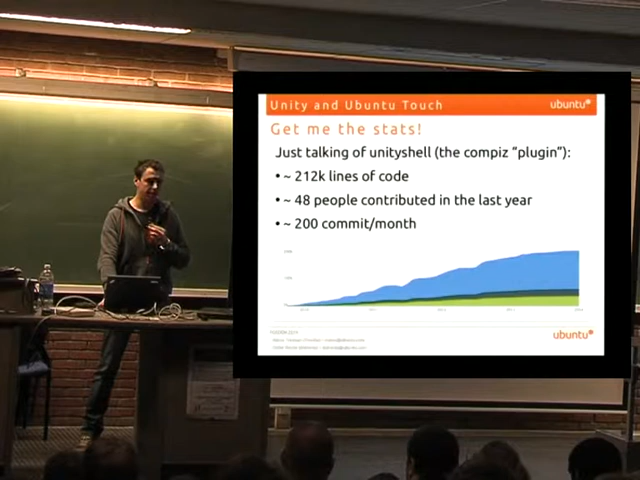 Unity and Ubuntu Touch
ubuntu
Get me the stats!
Just talking of unityshell (the compiz “plugin”):
• ~ 212k lines of code
• ~ 48 people contributed in the last year
• ~ 200 commit/month
ubuntu